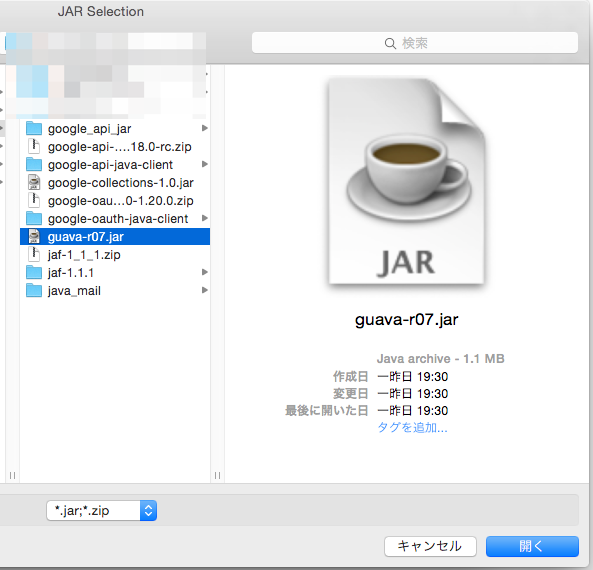 JAR Selection
検索
google_api_jar
google-api-....18.0-rc.zip
google-api-java-client
google-collections-1.0.jar
google-oau...0-1.20.0.zip
google-oauth-java-client
guava-r07.jar
jaf-1_1_1.zip
jaf-1.1.1
java_mail
JAR
guava-r07.jar
Java archive - 1.1 MB
作成日 一昨日 19:30
変更日 一昨日 19:30
最後に開いた日 一昨日 19:30
タグを追加...
*.jar;*.zip
キャンセル
開く